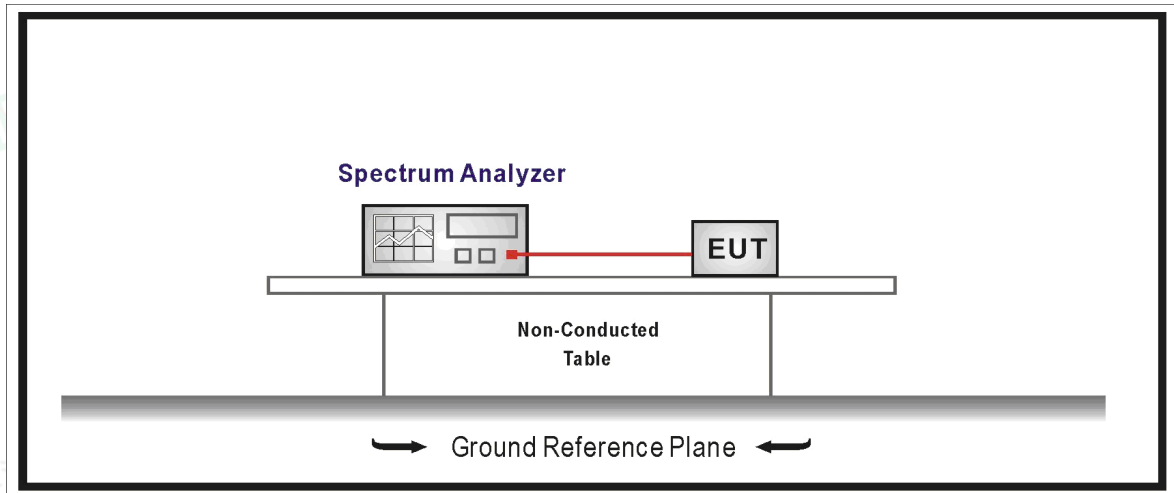 Spectrum Analyzer
EUT
Non-Conducted
Table
Ground Reference Plane